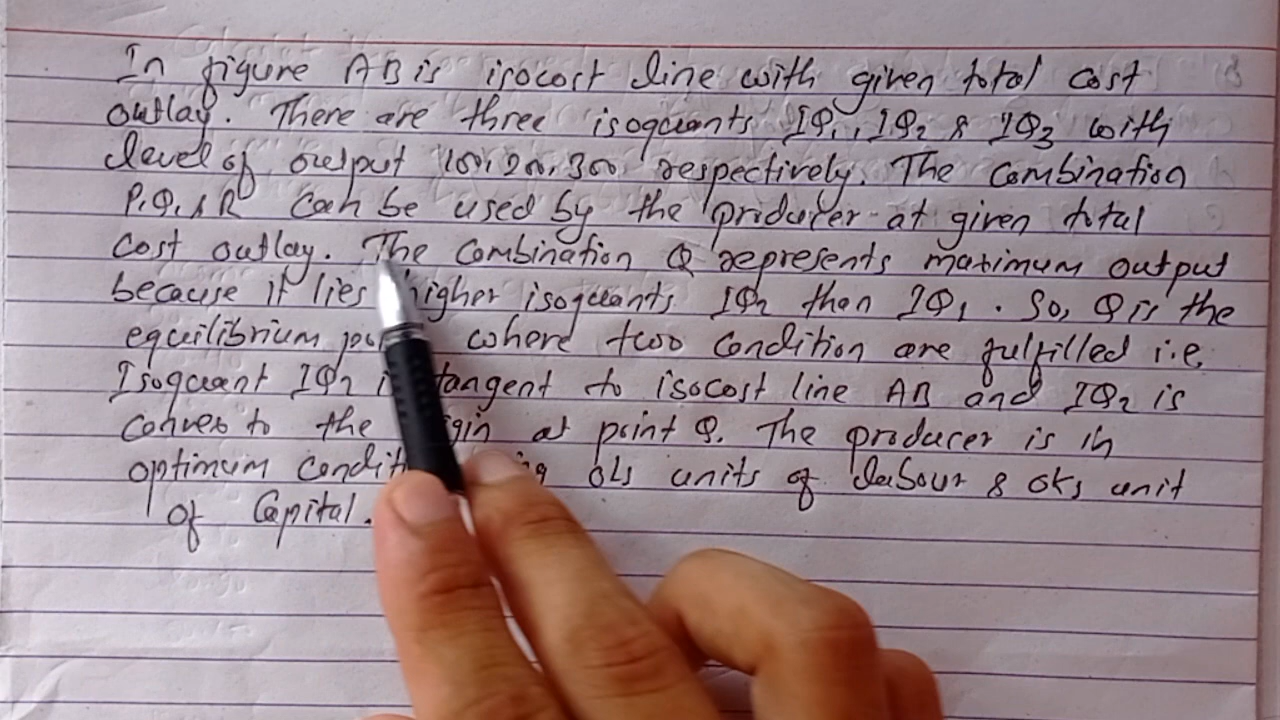 In figure AB is isocost line with given total cost
outlay. There are three isoquants IQ1, IQ2 & IQ3 with
level of output 100, 200, 300 respectively. The combination
P, Q, & R can be used by the producer at given total
cost outlay. The combination Q represents maximum output
because it lies higher isoquants IQ2 than IQ1. So, Q is the
equilibrium where two condition are fulfilled i.e.
Isoquant IQ2 tangent to isocost line AB and IQ2 is
convex to the at point Q. The producer is in
optimum units of labour & unit
of Capital.